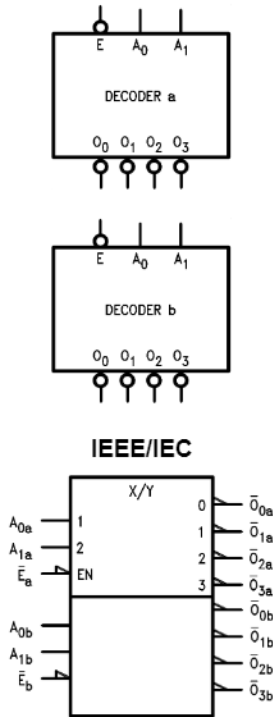 E A₀ A₁
DECODER a
O₀ O₁ O₂ O₃
E A₀ A₁
DECODER b
O₀ O₁ O₂ O₃
IEEE/IEC
X/Y
0 Ō₀ₐ
A₀ₐ 1
1 Ō₁ₐ
A₁ₐ 2
2 Ō₂ₐ
Ēₐ EN
3 Ō₃ₐ
Ō₀b
A₀b
Ō₁b
A₁b
Ō₂b
Ēb
Ō₃b